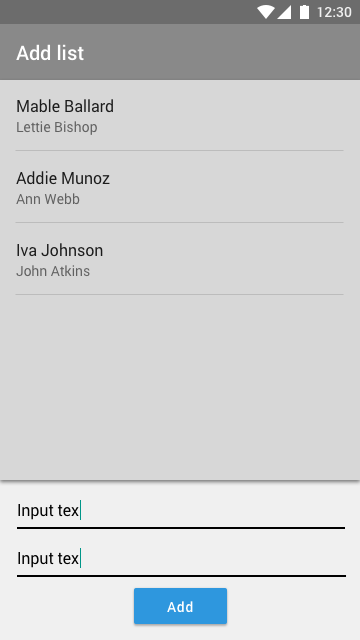 12:30
Add list
Mable Ballard
Lettie Bishop
Addie Munoz
Ann Webb
Iva Johnson
John Atkins
Input tex
Input tex
Add